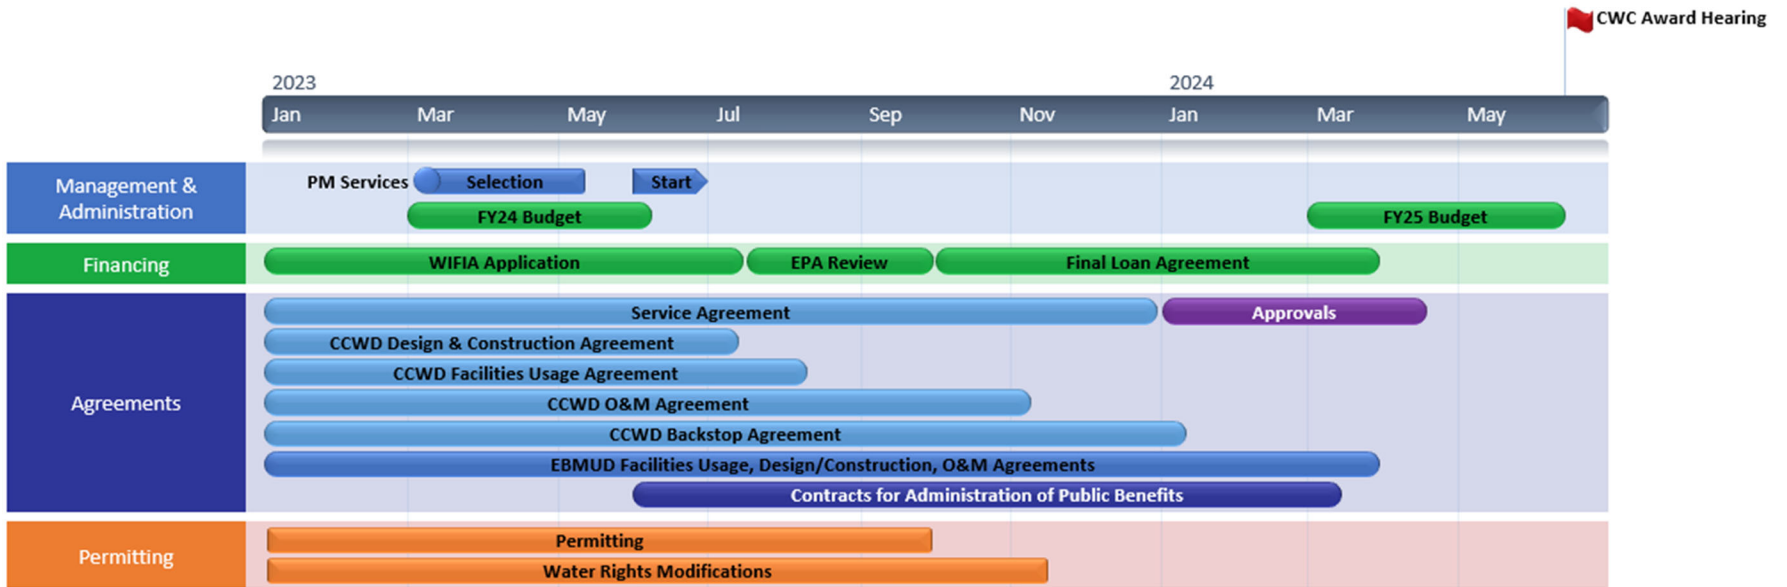 CWC Award Hearing
2023
2024
Jan
Mar
May
Jul
Sep
Nov
Jan
Mar
May
Management &
Administration
PM Services
Selection
Start
FY24 Budget
FY25 Budget
Financing
WIFIA Application
EPA Review
Final Loan Agreement
Agreements
Service Agreement
Approvals
CCWD Design & Construction Agreement
CCWD Facilities Usage Agreement
CCWD O&M Agreement
CCWD Backstop Agreement
EBMUD Facilities Usage, Design/Construction, O&M Agreements
Contracts for Administration of Public Benefits
Permitting
Permitting
Water Rights Modifications